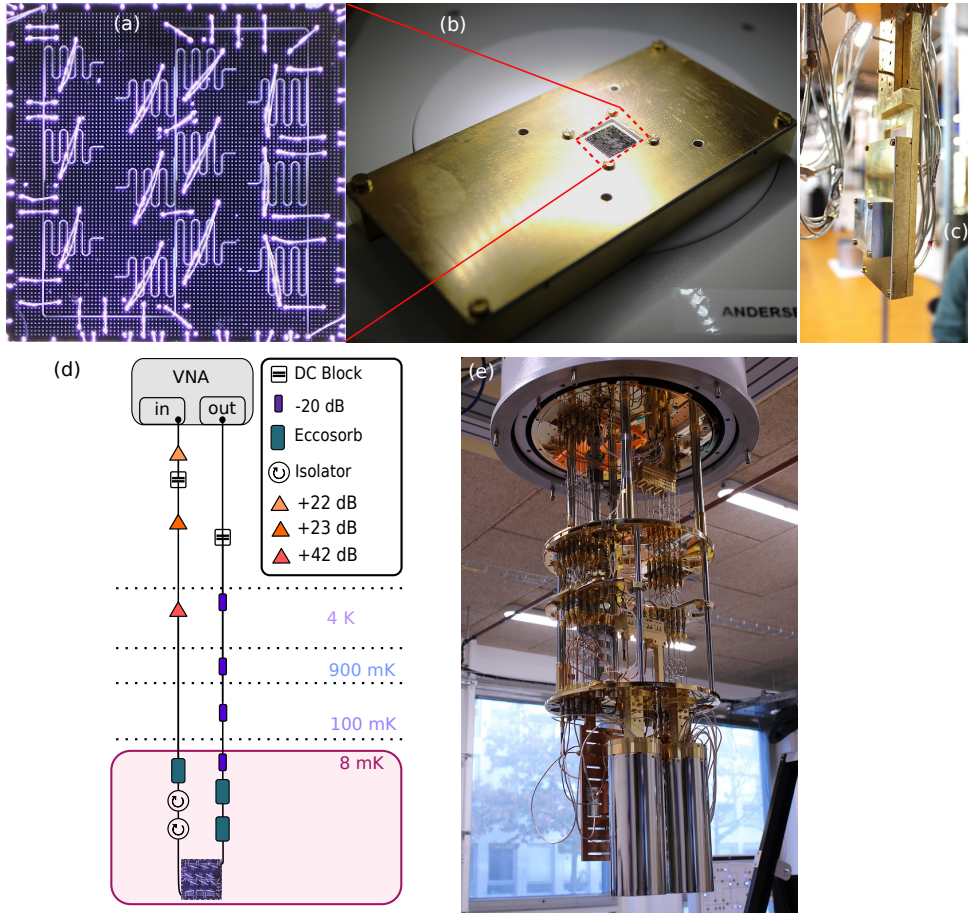 (a)
(b)
(c)
ANDERSE
(d)
VNA
in
out
DC Block
-20 dB
Eccosorb
Isolator
+22 dB
+23 dB
+42 dB
4 K
900 mK
100 mK
8 mK
(e)